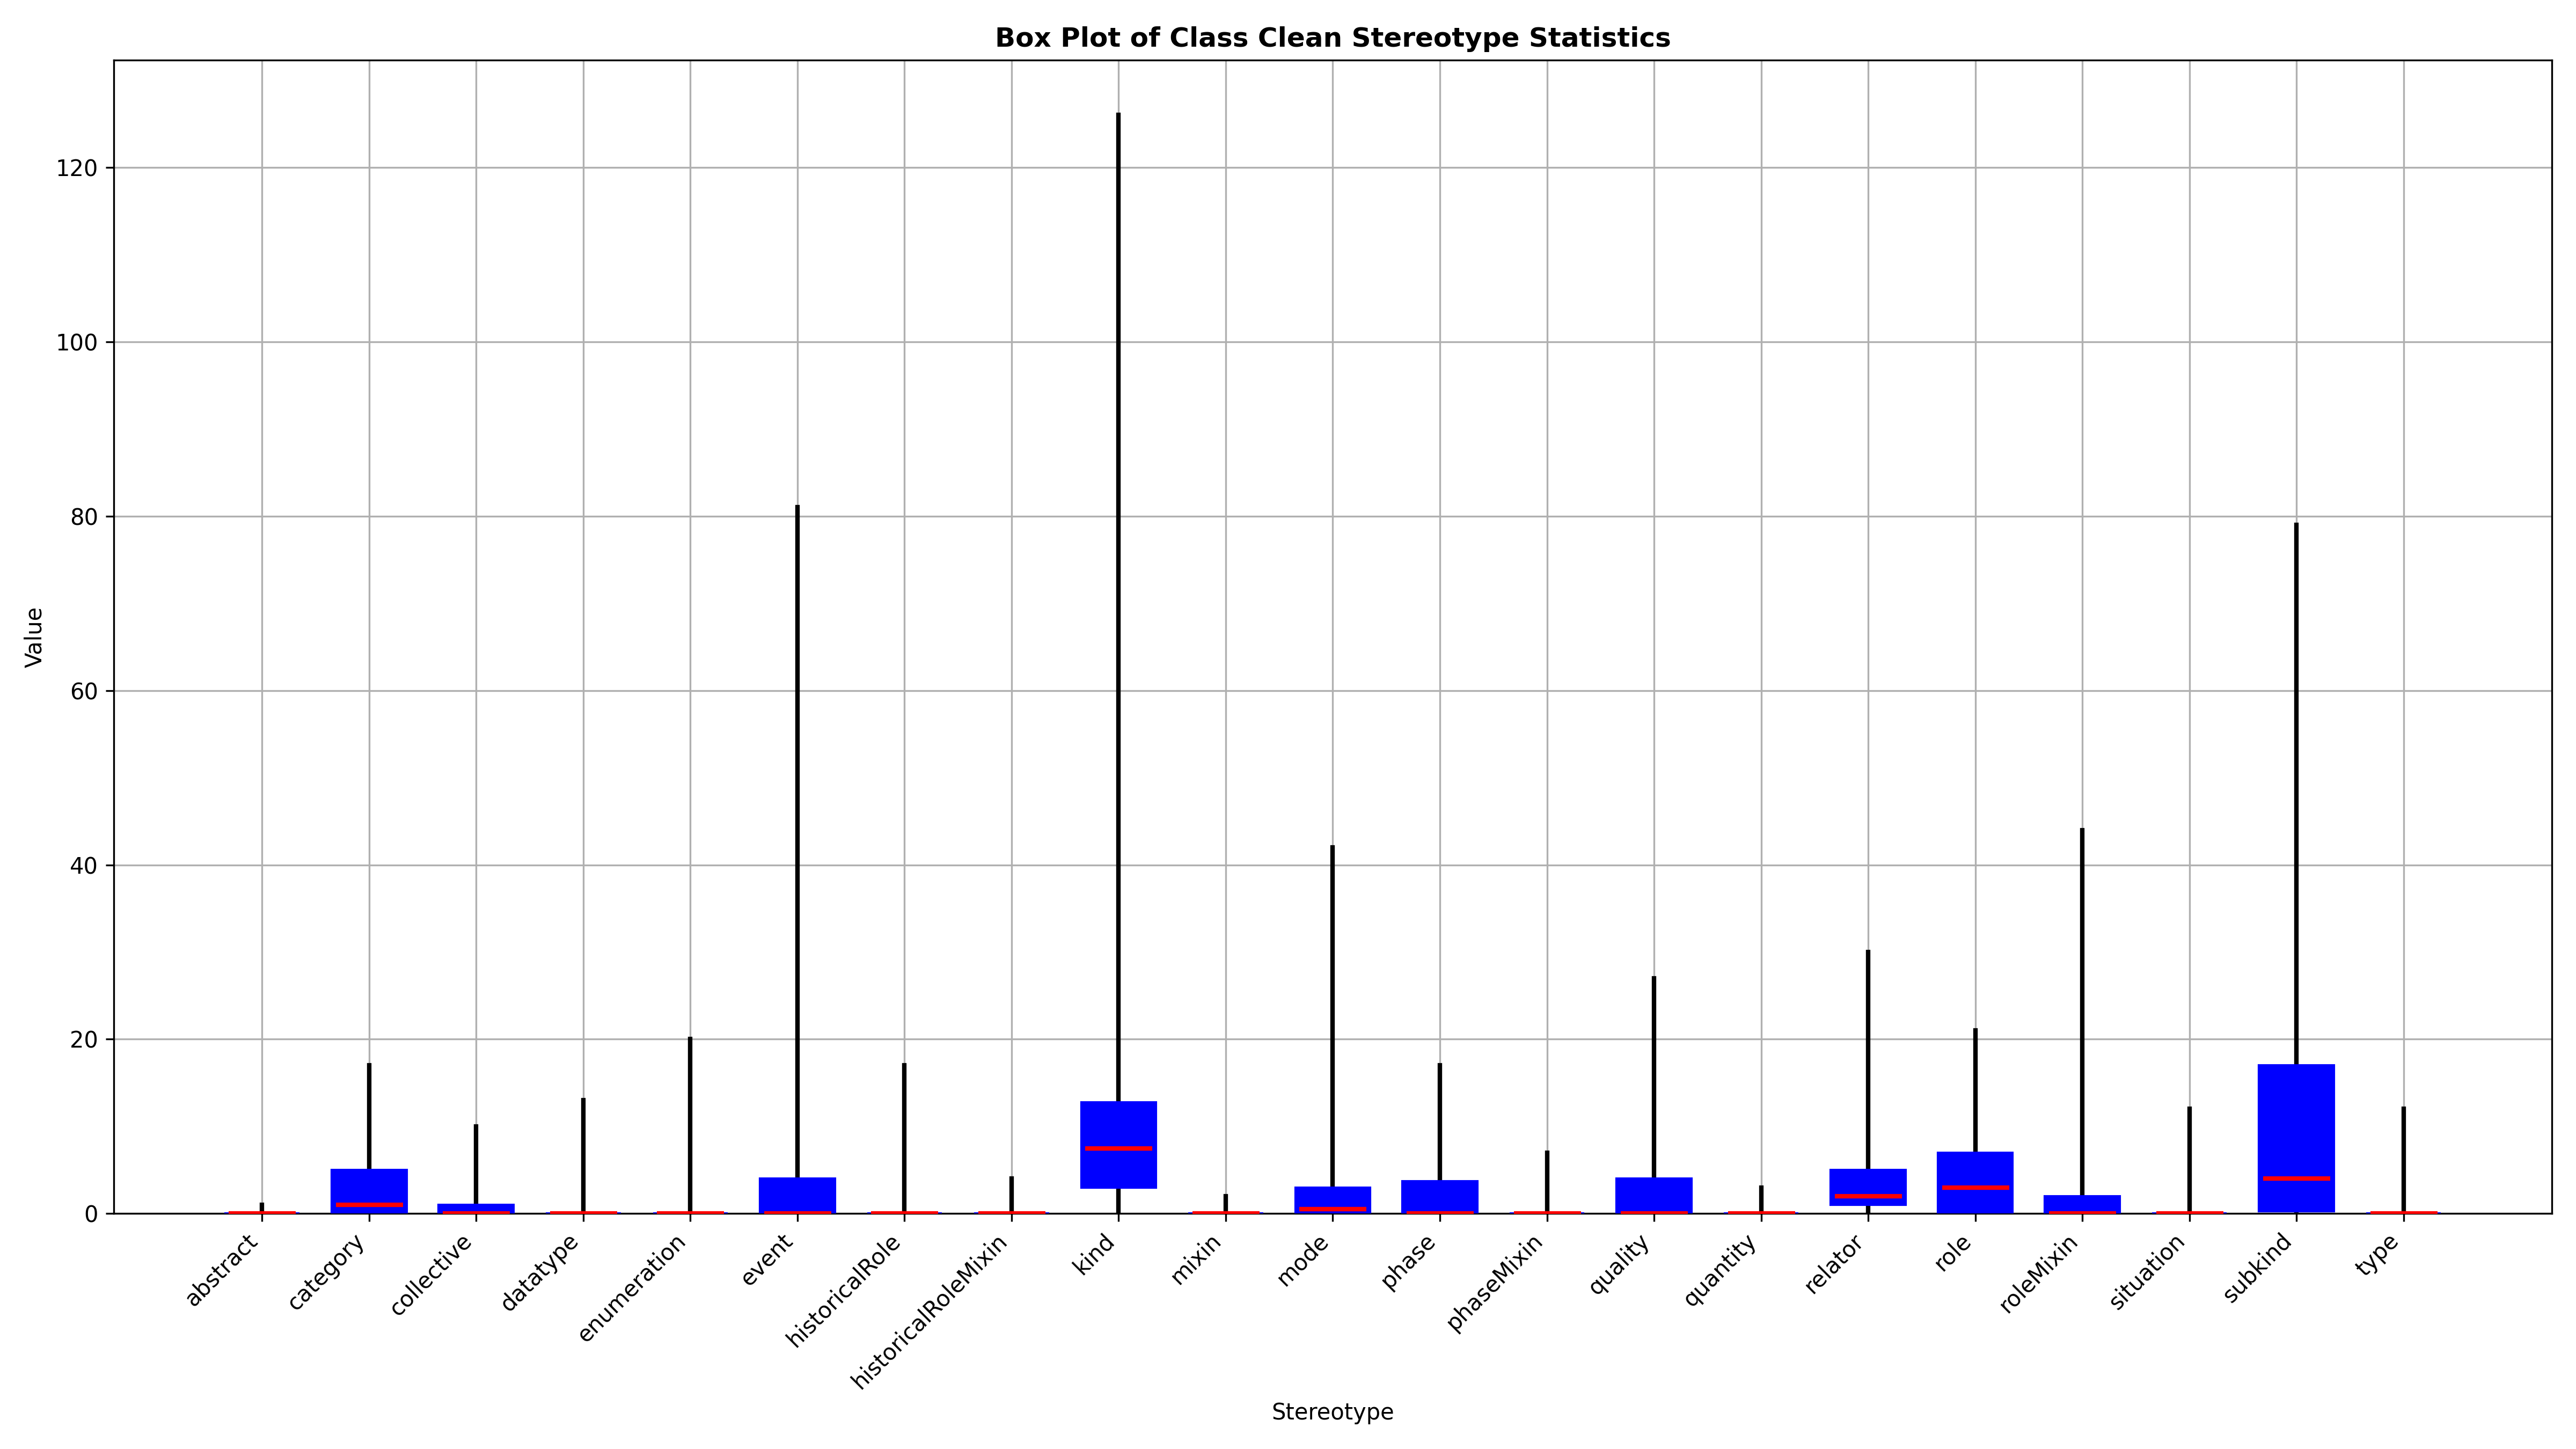 Box Plot of Class Clean Stereotype Statistics
Value
120
100
80
60
40
20
0
abstract
category
collective
datatype
enumeration
event
historicalRole
historicalRoleMixin
kind
mixin
mode
phase
phaseMixin
quality
quantity
relator
role
roleMixin
situation
subkind
type
Stereotype